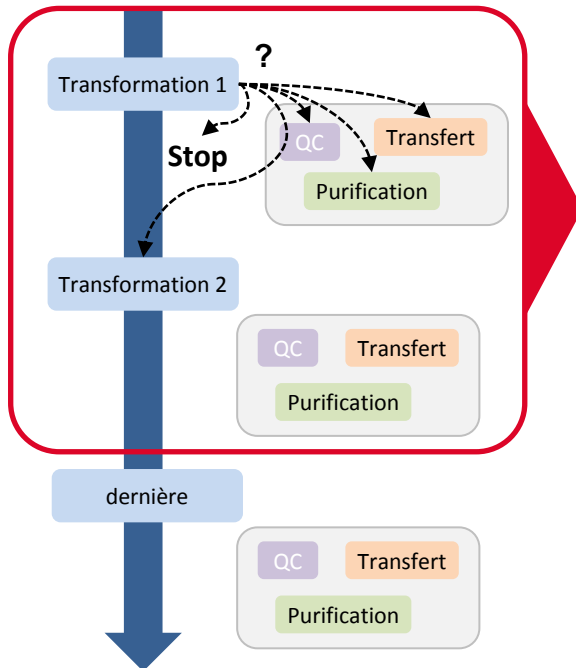 ?
Transformation 1
QC
Transfert
Stop
Purification
Transformation 2
QC
Transfert
Purification
dernière
QC
Transfert
Purification